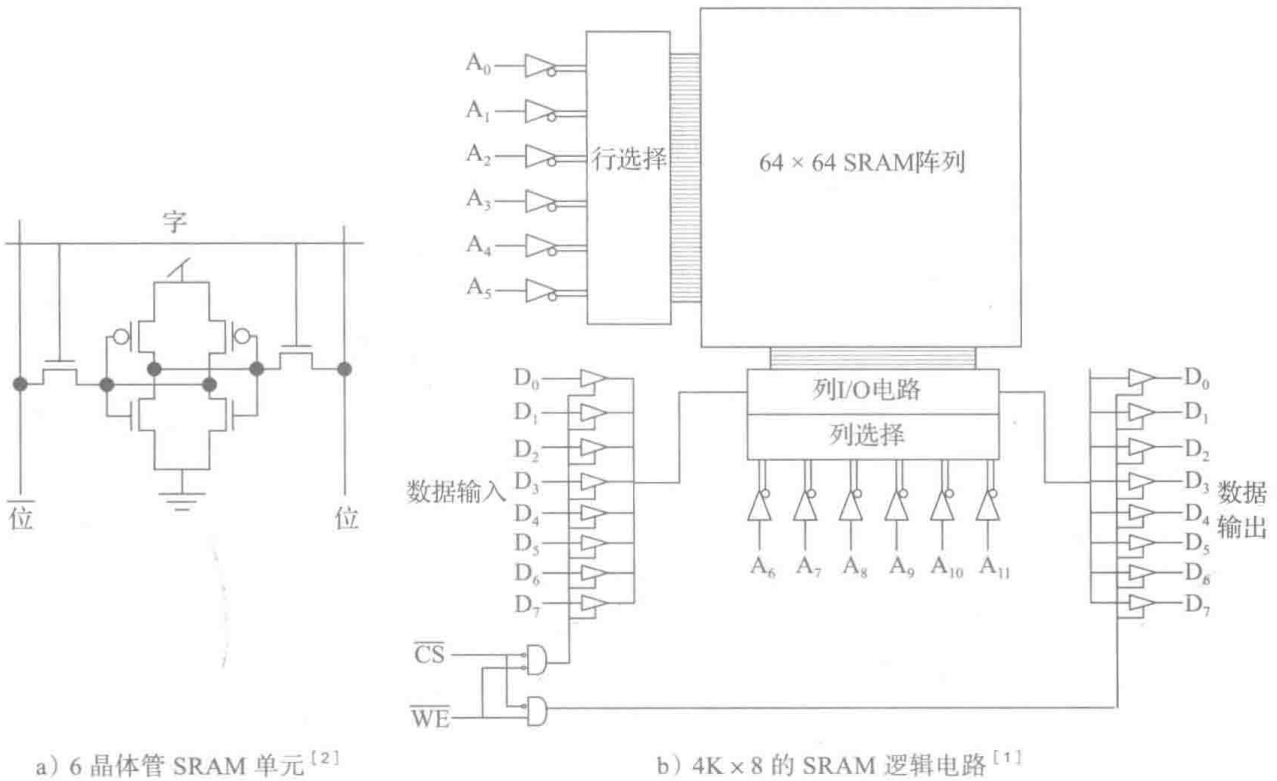 字
位
位
A₀
A₁
A₂
A₃
A₄
A₅
行选择
64 × 64 SRAM阵列
D₀
D₁
D₂
D₃
D₄
D₅
D₆
D₇
数据输入
列I/O电路
列选择
A₆
A₇
A₈
A₉
A₁₀
A₁₁
D₀
D₁
D₂
D₃
D₄
D₅
D₆
D₇
数据
输出
C̅S̅
W̅E̅
a) 6 晶体管 SRAM 单元[2]
b) 4K × 8 的 SRAM 逻辑电路[1]